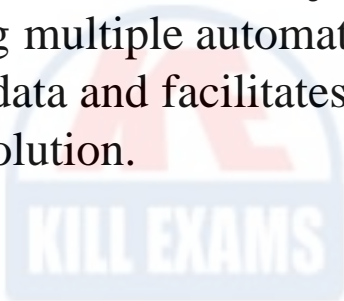 g multiple automat
data and facilitates
olution.
KILL EXAMS